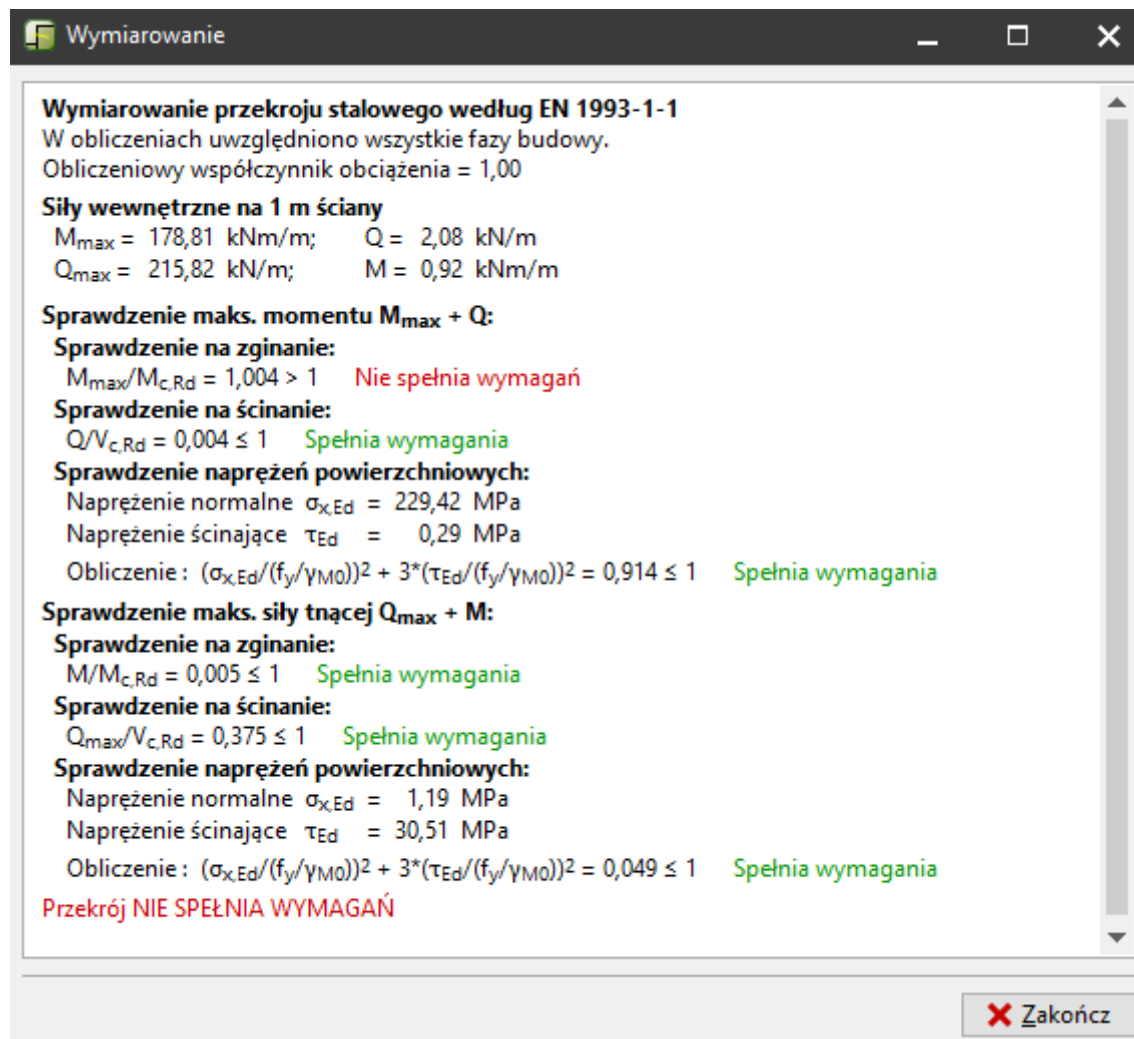 Wymiarowanie
Wymiarowanie przekroju stalowego według EN 1993-1-1
W obliczeniach uwzględniono wszystkie fazy budowy.
Obliczeniowy współczynnik obciążenia = 1,00
Siły wewnętrzne na 1 m ściany
Mmax = 178,81 kNm/m; Q = 2,08 kN/m
Qmax = 215,82 kN/m; M = 0,92 kNm/m
Sprawdzenie maks. momentu Mmax + Q:
Sprawdzenie na zginanie:
Mmax/Mc,Rd = 1,004 > 1 Nie spełnia wymagań
Sprawdzenie na ścinanie:
Q/Vc,Rd = 0,004 ≤ 1 Spełnia wymagania
Sprawdzenie naprężeń powierzchniowych:
Naprężenie normalne σx,Ed = 229,42 MPa
Naprężenie ścinające τEd = 0,29 MPa
Obliczenie : (σx,Ed/(fy/γM0))2 + 3*(τEd/(fy/γM0))2 = 0,914 ≤ 1 Spełnia wymagania
Sprawdzenie maks. siły tnącej Qmax + M:
Sprawdzenie na zginanie:
M/Mc,Rd = 0,005 ≤ 1 Spełnia wymagania
Sprawdzenie na ścinanie:
Qmax/Vc,Rd = 0,375 ≤ 1 Spełnia wymagania
Sprawdzenie naprężeń powierzchniowych:
Naprężenie normalne σx,Ed = 1,19 MPa
Naprężenie ścinające τEd = 30,51 MPa
Obliczenie : (σx,Ed/(fy/γM0))2 + 3*(τEd/(fy/γM0))2 = 0,049 ≤ 1 Spełnia wymagania
Przekrój NIE SPEŁNIA WYMAGAŃ
Zakończ